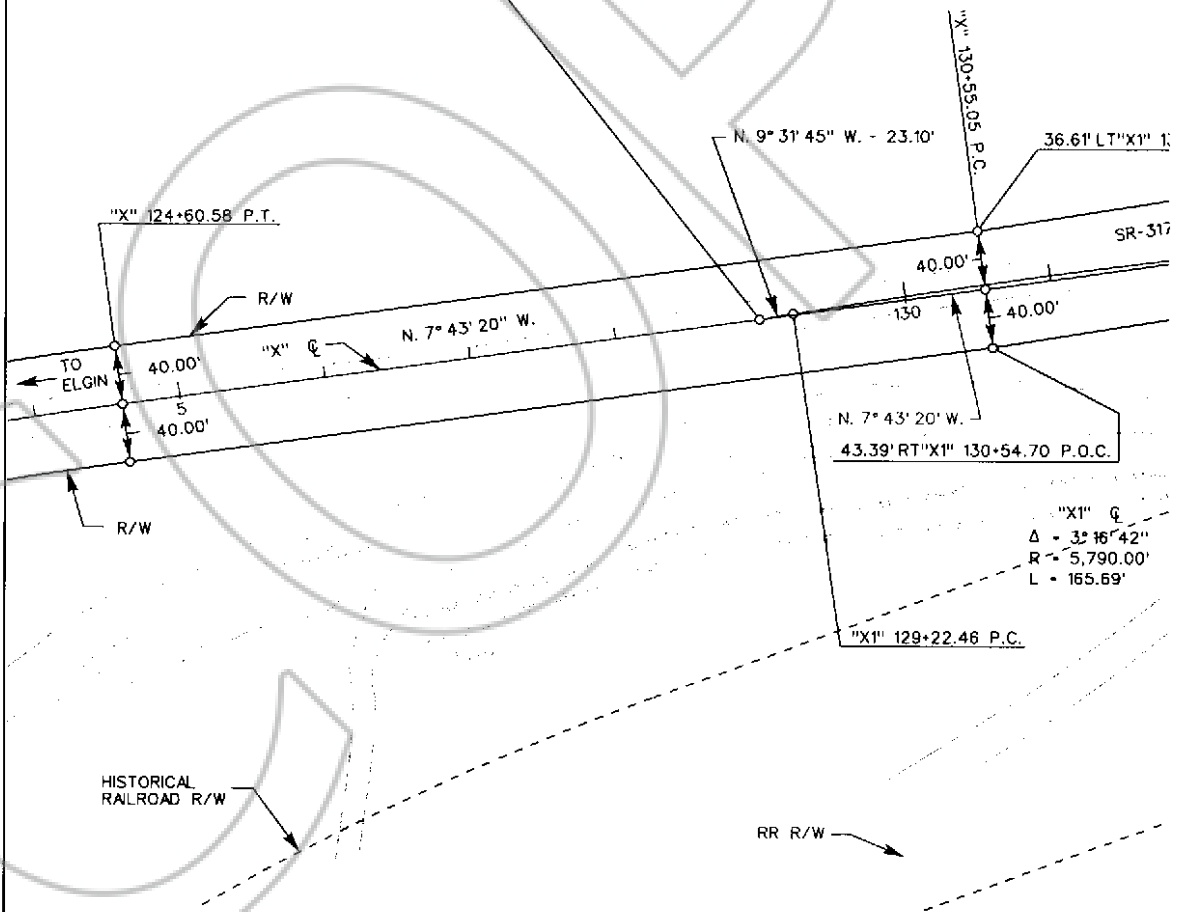 "X" 130+55.05 P.C.
N. 9° 31' 45" W. - 23.10'
36.61' LT "X1"
"X" 124+60.58 P.T.
SR-317
40.00'
R/W
130
40.00'
N. 7° 43' 20" W.
"X" ℄
TO
ELGIN
40.00'
5
40.00'
N. 7° 43' 20" W.
43.39' RT "X1" 130+54.70 P.O.C.
R/W
"X1" ℄
Δ = 3° 16' 42"
R = 5,790.00'
L = 165.69'
"X1" 129+22.46 P.C.
HISTORICAL
RAILROAD R/W
RR R/W